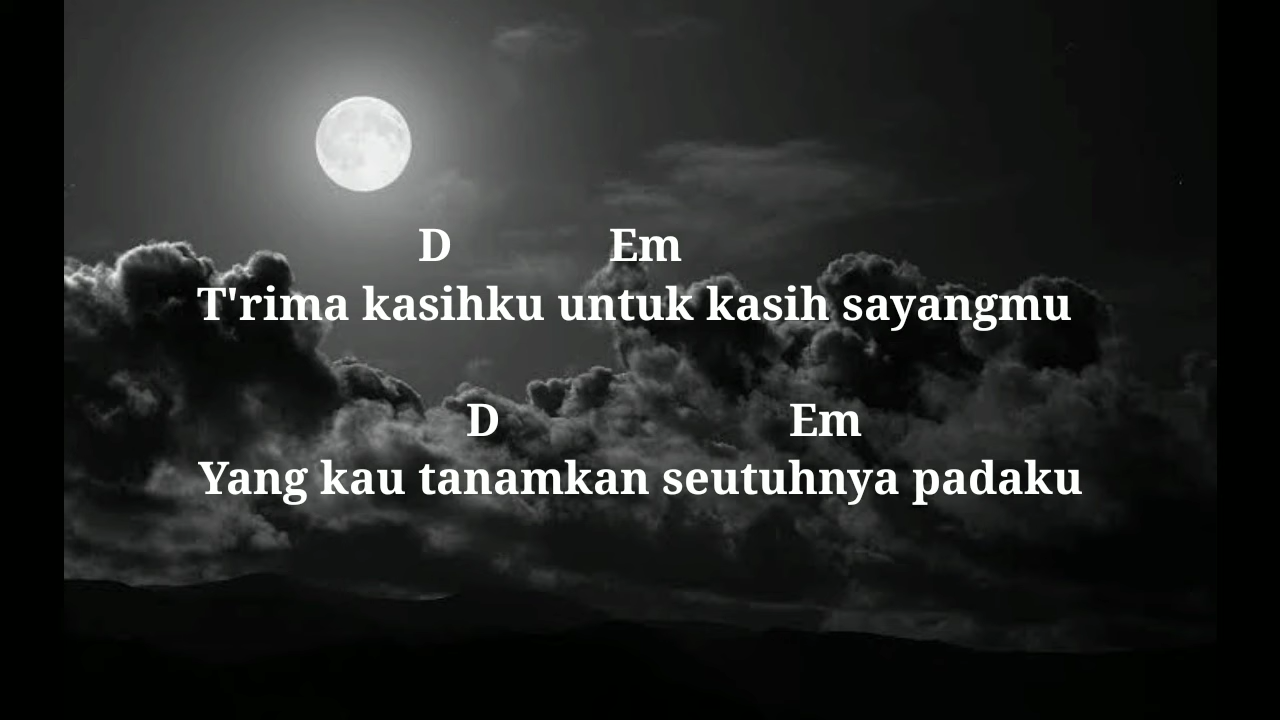 D Em
T'rima kasihku untuk kasih sayangmu
D Em
Yang kau tanamkan seutuhnya padaku